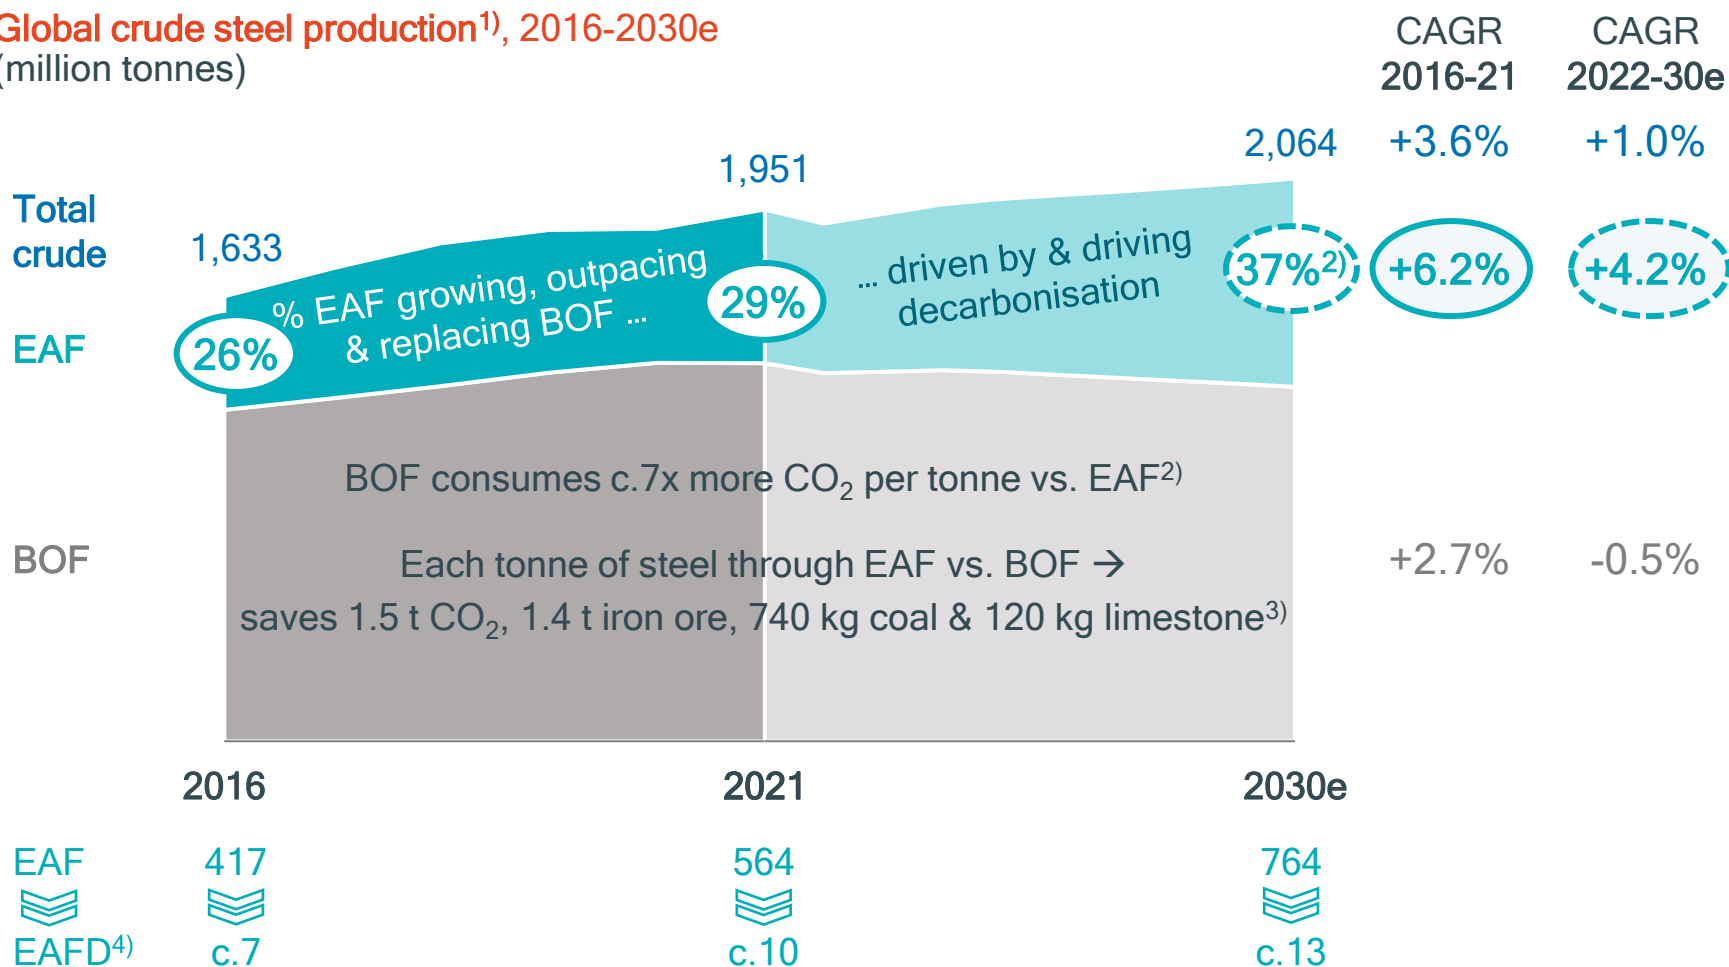 Global crude steel production1), 2016-2030e
(million tonnes)
CAGR
2016-21
CAGR
2022-30e
1,633
1,951
2,064
+3.6%
+1.0%
Total
crude
EAF
26%
% EAF growing, outpacing
& replacing BOF ...
29%
... driven by & driving
decarbonisation
37%2)
+6.2%
+4.2%
BOF consumes c.7x more CO2 per tonne vs. EAF2)
BOF
Each tonne of steel through EAF vs. BOF →
saves 1.5 t CO2, 1.4 t iron ore, 740 kg coal & 120 kg limestone3)
+2.7%
-0.5%
2016
2021
2030e
EAF
417
564
764
EAFD4)
c.7
c.10
c.13